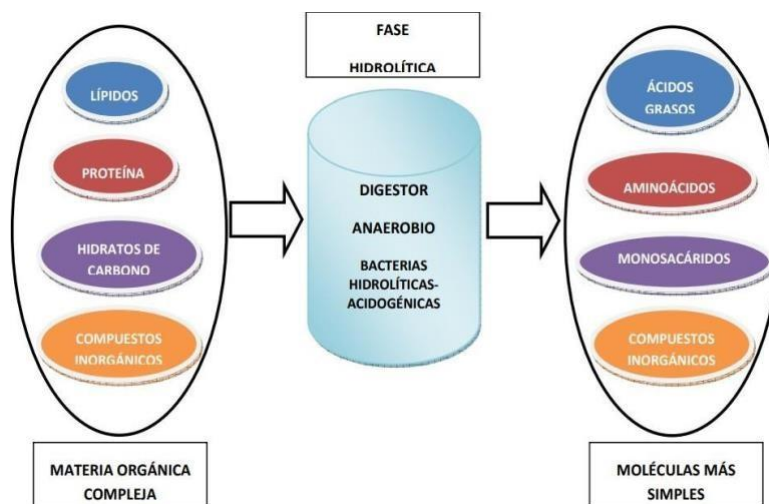 FASE
HIDROLÍTICA
LÍPIDOS
PROTEÍNA
HIDRATOS DE
CARBONO
COMPUESTOS
INORGÁNICOS
DIGESTOR
ANAEROBIO
BACTERIAS
HIDROLÍTICAS-
ACIDOGÉNICAS
ÁCIDOS
GRASOS
AMINOÁCIDOS
MONOSACÁRIDOS
COMPUESTOS
INORGÁNICOS
MATERIA ORGÁNICA
COMPLEJA
MOLÉCULAS MÁS
SIMPLES